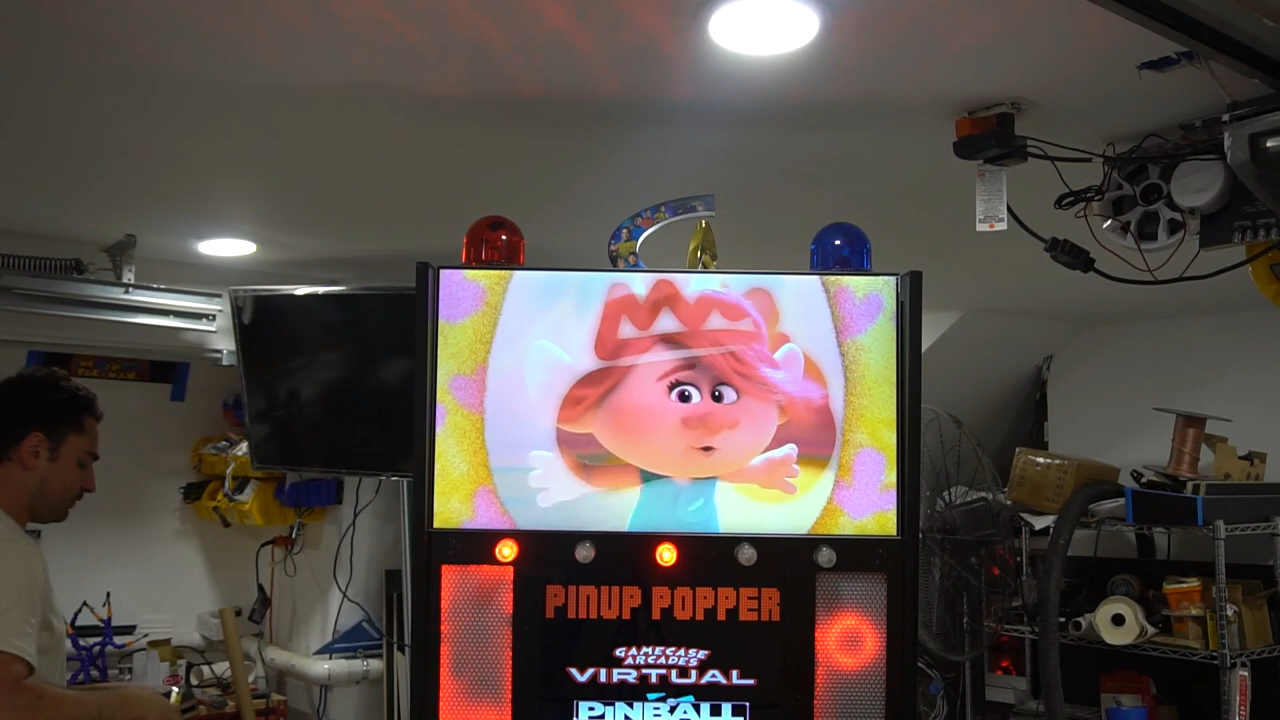 PINUP POPPER
GAMECASE
ARCADES
VIRTUAL
PINBALL